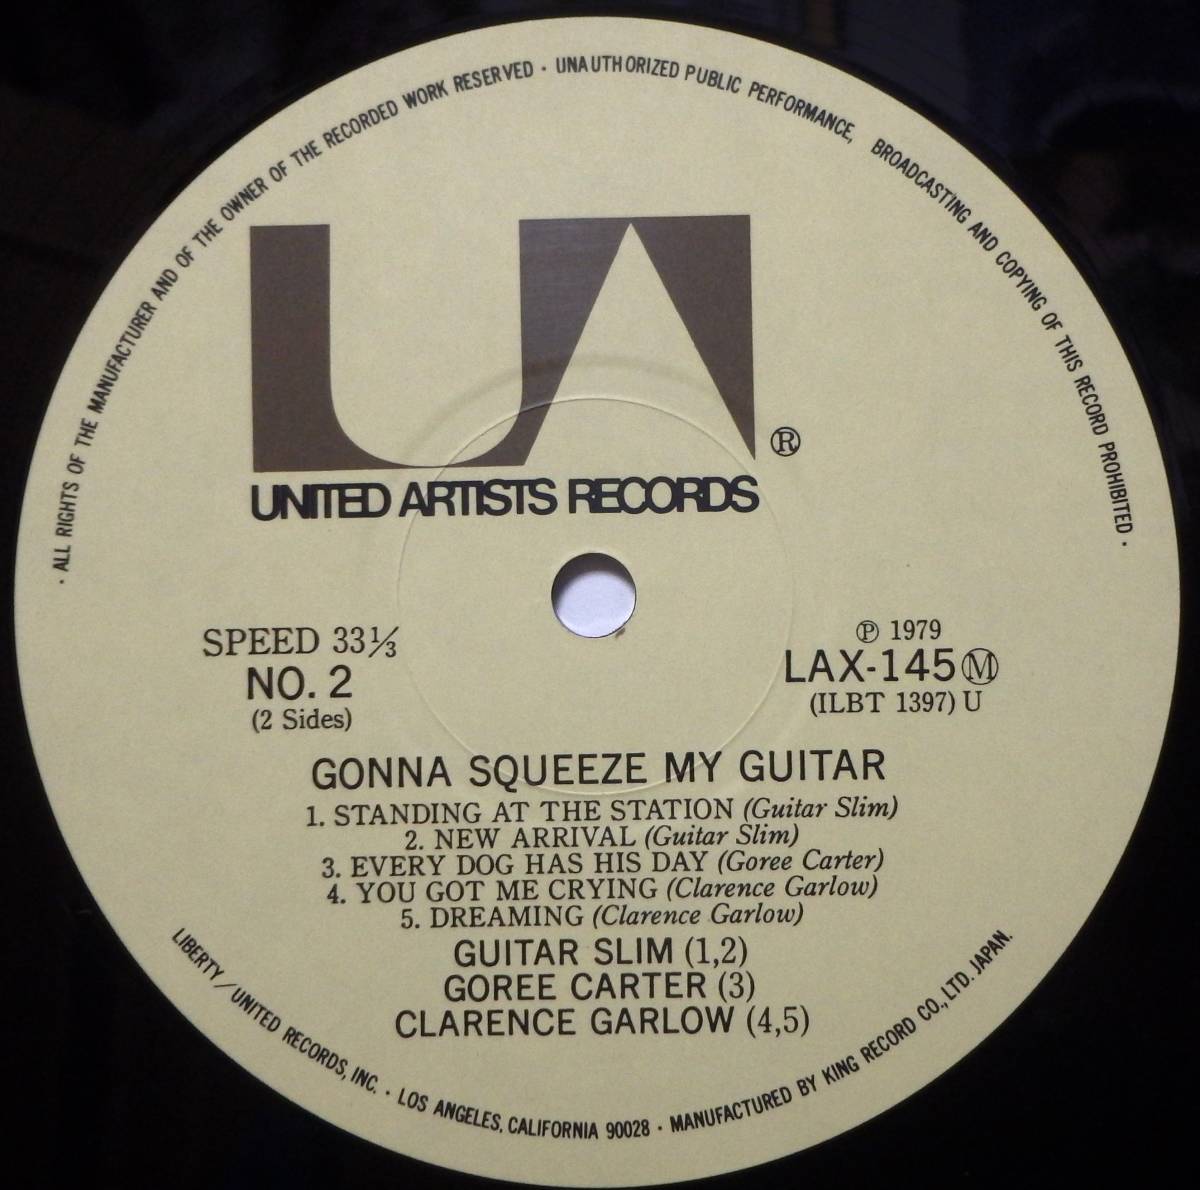 · ALL RIGHTS OF THE MANUFACTURER AND OF THE OWNER OF THE RECORDED WORK RESERVED · UNAUTHORIZED PUBLIC PERFORMANCE, BROADCASTING AND COPYING OF THIS RECORD PROHIBITED ·
UA ®
UNITED ARTISTS RECORDS
SPEED 33⅓
NO. 2
(2 Sides)
℗ 1979
LAX-145 Ⓜ
(ILBT 1397) U
GONNA SQUEEZE MY GUITAR
1. STANDING AT THE STATION (Guitar Slim)
2. NEW ARRIVAL (Guitar Slim)
3. EVERY DOG HAS HIS DAY (Goree Carter)
4. YOU GOT ME CRYING (Clarence Garlow)
5. DREAMING (Clarence Garlow)
GUITAR SLIM (1,2)
GOREE CARTER (3)
CLARENCE GARLOW (4,5)
LIBERTY / UNITED RECORDS, INC. · LOS ANGELES, CALIFORNIA 90028 · MANUFACTURED BY KING RECORD CO., LTD. JAPAN.